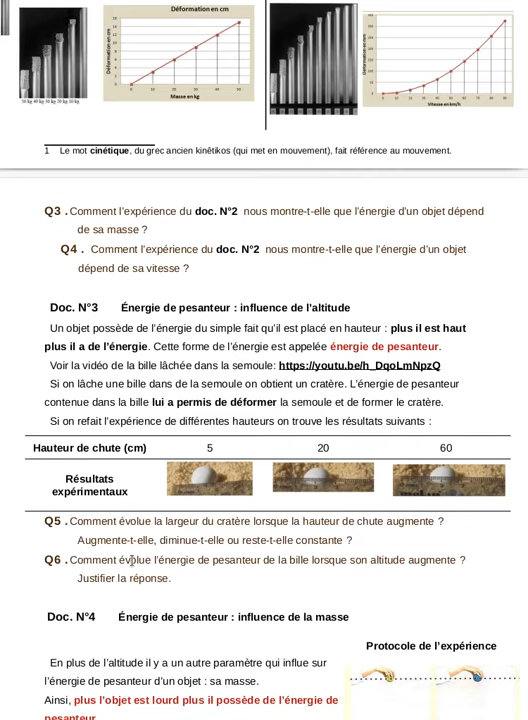 Déformation en cm
Déformation en cm
Masse en kg
Déformation en mm
Vitesse en km/h
1 Le mot cinétique, du grec ancien kinêtikos (qui met en mouvement), fait référence au mouvement.
Q3 . Comment l'expérience du doc. N°2 nous montre-t-elle que l'énergie d'un objet dépend
de sa masse ?
Q4 . Comment l'expérience du doc. N°2 nous montre-t-elle que l'énergie d'un objet
dépend de sa vitesse ?
Doc. N°3 Énergie de pesanteur : influence de l'altitude
Un objet possède de l'énergie du simple fait qu'il est placé en hauteur : plus il est haut
plus il a de l'énergie. Cette forme de l'énergie est appelée énergie de pesanteur.
Voir la vidéo de la bille lâchée dans la semoule: https://youtu.be/h_DqoLmNpzQ
Si on lâche une bille dans de la semoule on obtient un cratère. L'énergie de pesanteur
contenue dans la bille lui a permis de déformer la semoule et de former le cratère.
Si on refait l'expérience de différentes hauteurs on trouve les résultats suivants :
Hauteur de chute (cm) 5 20 60
Résultats
expérimentaux
Q5 . Comment évolue la largeur du cratère lorsque la hauteur de chute augmente ?
Augmente-t-elle, diminue-t-elle ou reste-t-elle constante ?
Q6 . Comment évolue l'énergie de pesanteur de la bille lorsque son altitude augmente ?
Justifier la réponse.
Doc. N°4 Énergie de pesanteur : influence de la masse
Protocole de l'expérience
En plus de l'altitude il y a un autre paramètre qui influe sur
l'énergie de pesanteur d'un objet : sa masse.
Ainsi, plus l'objet est lourd plus il possède de l'énergie de
pesanteur